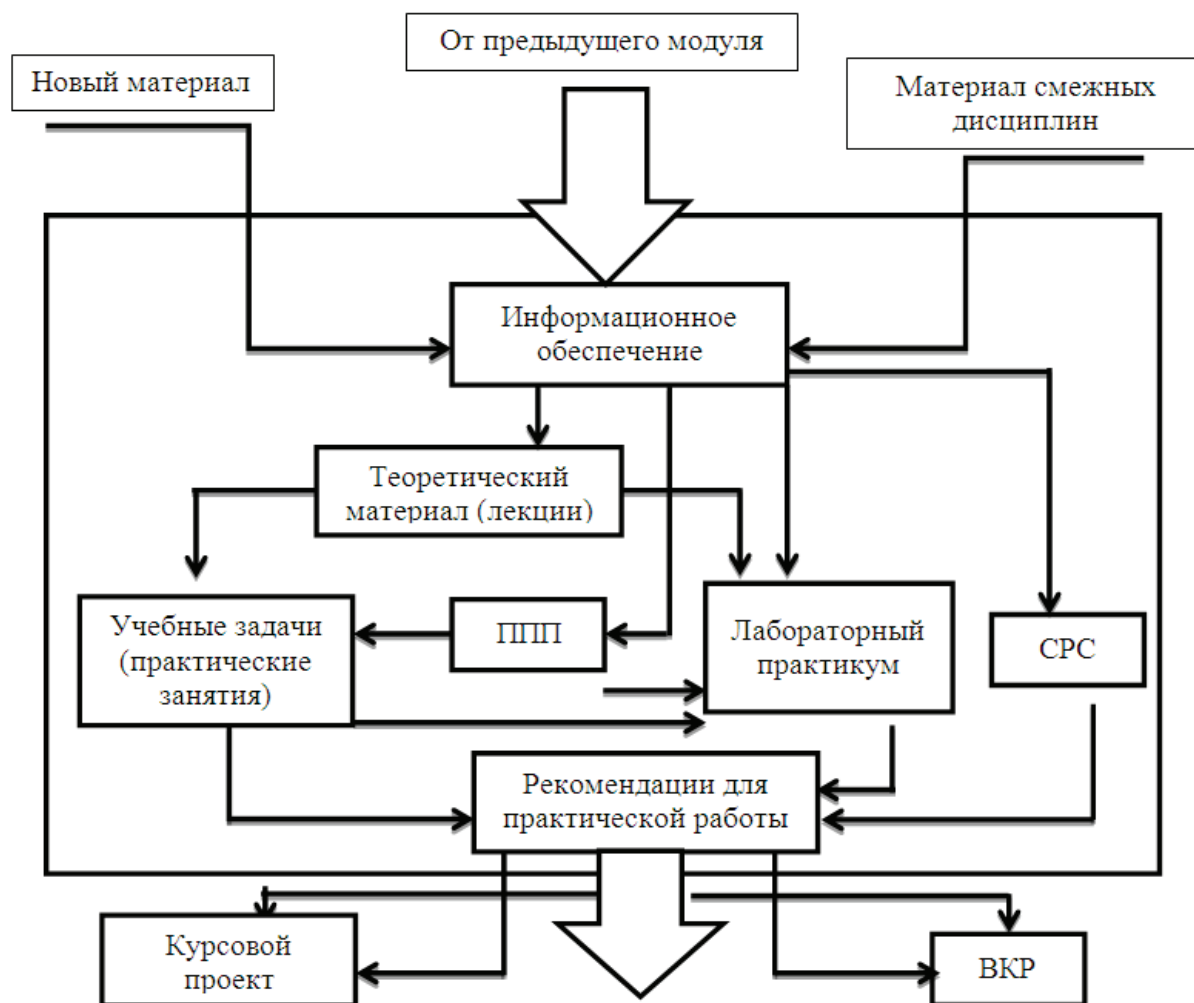 От предыдущего модуля
Новый материал
Материал смежных
дисциплин
Информационное
обеспечение
Теоретический
материал (лекции)
Учебные задачи
(практические
занятия)
ППП
Лабораторный
практикум
СРС
Рекомендации для
практической работы
Курсовой
проект
ВКР